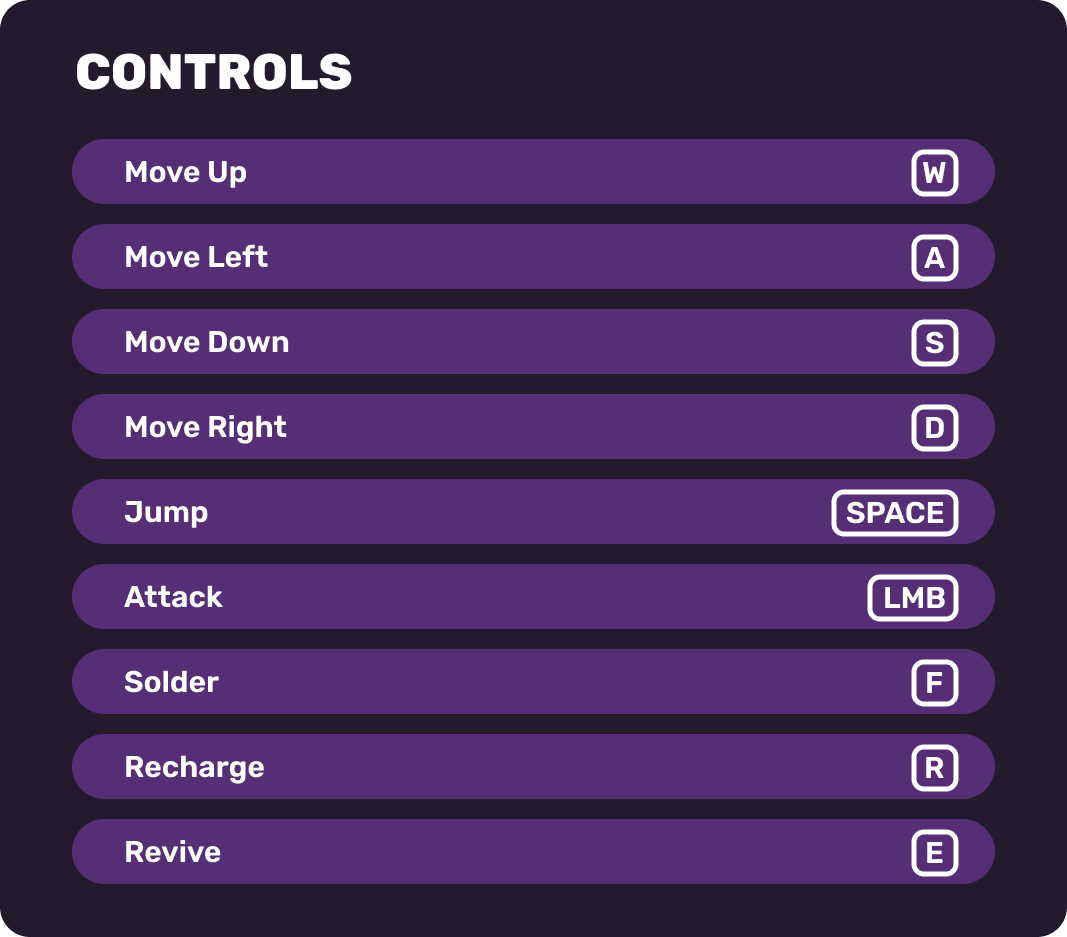 CONTROLS
Move Up W
Move Left A
Move Down S
Move Right D
Jump SPACE
Attack LMB
Solder F
Recharge R
Revive E